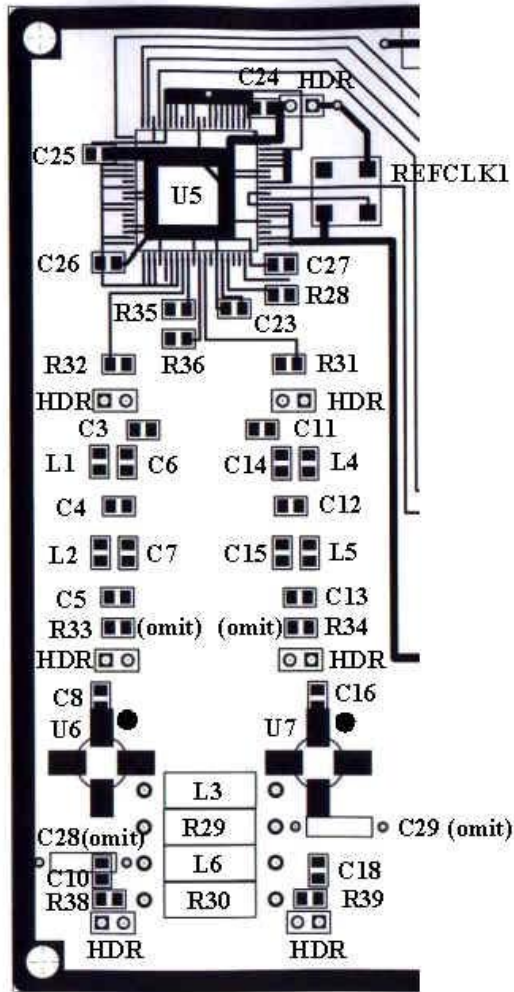 C24 HDR
C25
REFCLK1
U5
C26
C27
R28
R35
C23
R36
R32
R31
HDR
HDR
C3
C11
L1
C6
C14
L4
C4
C12
L2
C7
C15
L5
C5
C13
R33
(omit)
(omit)
R34
HDR
HDR
C8
C16
U6
U7
L3
R29
C28(omit)
C29 (omit)
L6
C10
C18
R38
R30
R39
HDR
HDR